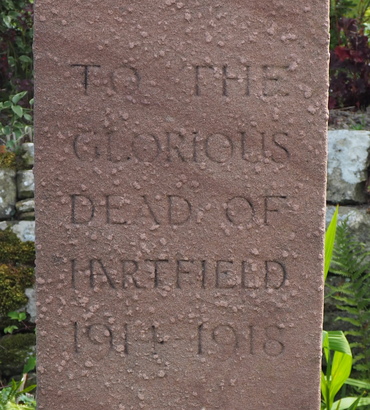 TO THE
GLORIOUS
DEAD OF
HARTFIELD
1914-1918